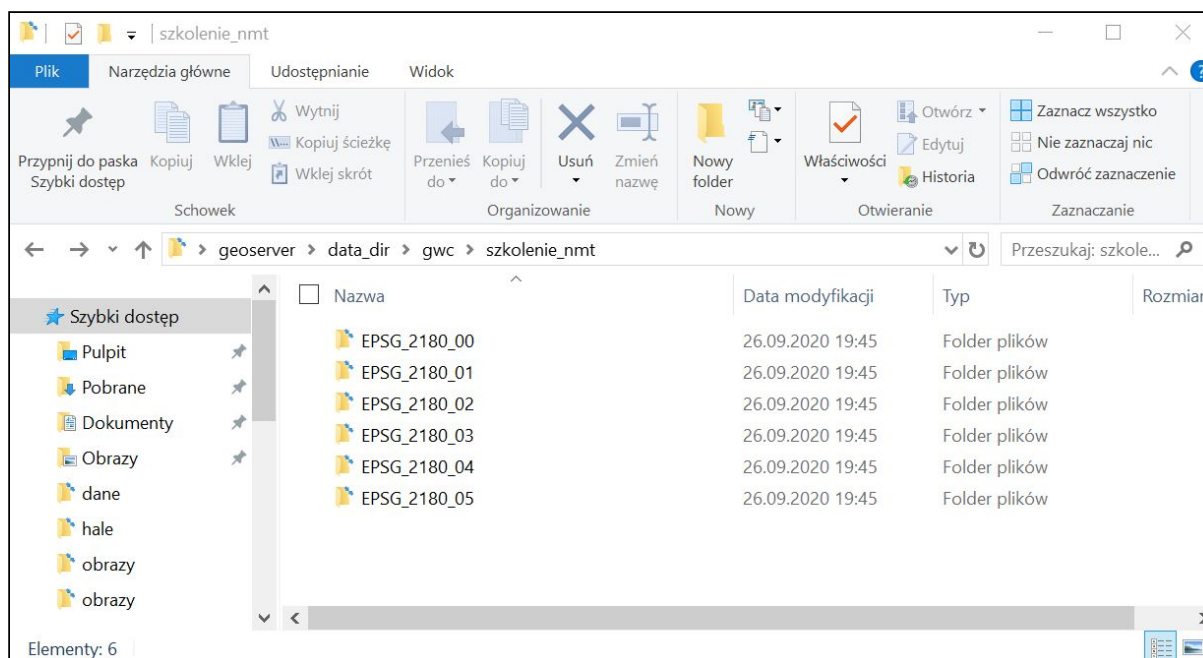 szkolenie_nmt
Plik Narzędzia główne Udostępnianie Widok
Przypnij do paska Szybki dostęp
Kopiuj
Wklej
Wytnij
Kopiuj ścieżkę
Wklej skrót
Schowek
Przenieś do
Kopiuj do
Usuń
Zmień nazwę
Organizowanie
Nowy folder
Nowy
Właściwości
Otwórz
Edytuj
Historia
Otwieranie
Zaznacz wszystko
Nie zaznaczaj nic
Odwróć zaznaczenie
Zaznaczanie
geoserver > data_dir > gwc > szkolenie_nmt
Przeszukaj: szkole...
Szybki dostęp
Pulpit
Pobrane
Dokumenty
Obrazy
dane
hale
obrazy
obrazy
Nazwa Data modyfikacji Typ Rozmiar
EPSG_2180_00 26.09.2020 19:45 Folder plików
EPSG_2180_01 26.09.2020 19:45 Folder plików
EPSG_2180_02 26.09.2020 19:45 Folder plików
EPSG_2180_03 26.09.2020 19:45 Folder plików
EPSG_2180_04 26.09.2020 19:45 Folder plików
EPSG_2180_05 26.09.2020 19:45 Folder plików
Elementy: 6